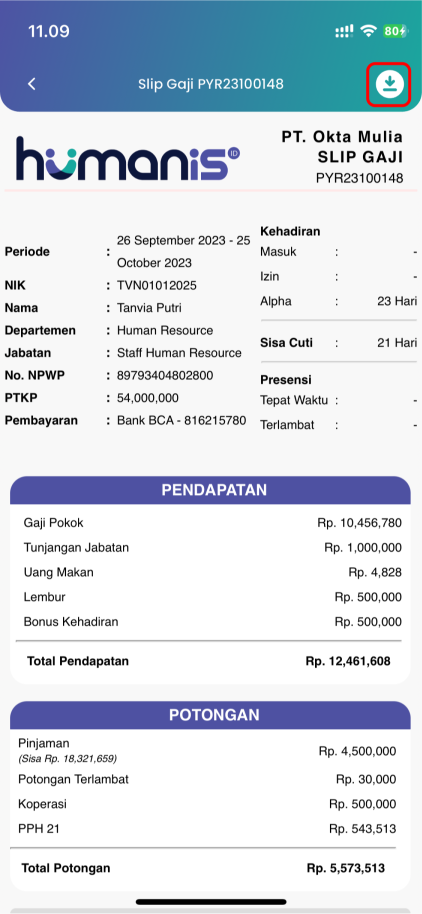 11.09
80
Slip Gaji PYR23100148
humanis ID
PT. Okta Mulia
SLIP GAJI
PYR23100148
Periode : 26 September 2023 - 25 October 2023
NIK : TVN01012025
Nama : Tanvia Putri
Departemen : Human Resource
Jabatan : Staff Human Resource
No. NPWP : 89793404802800
PTKP : 54,000,000
Pembayaran : Bank BCA - 816215780
Kehadiran
Masuk : -
Izin : -
Alpha : 23 Hari
Sisa Cuti : 21 Hari
Presensi
Tepat Waktu : -
Terlambat : -
PENDAPATAN
Gaji Pokok Rp. 10,456,780
Tunjangan Jabatan Rp. 1,000,000
Uang Makan Rp. 4,828
Lembur Rp. 500,000
Bonus Kehadiran Rp. 500,000
Total Pendapatan Rp. 12,461,608
POTONGAN
Pinjaman Rp. 4,500,000
(Sisa Rp. 18,321,659)
Potongan Terlambat Rp. 30,000
Koperasi Rp. 500,000
PPH 21 Rp. 543,513
Total Potongan Rp. 5,573,513